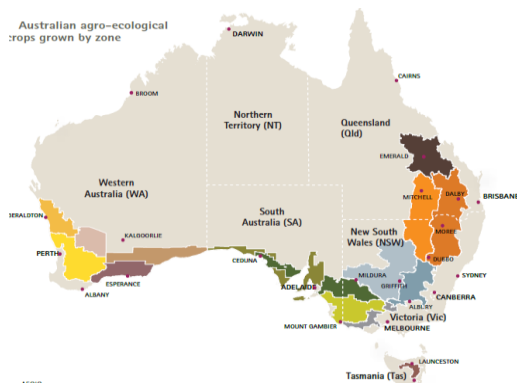 Australian agro-ecological
crops grown by zone
DARWIN
CAIRNS
BROOM
Northern
Territory (NT)
Queensland
(Qld)
EMERALD
Western
Australia (WA)
MITCHELL
DALBY
BRISBANE
South
Australia (SA)
GERALDTON
New South
Wales (NSW)
MOREE
KALGOORLIE
PERTH
CEDUNA
DUBBO
MILDURA
SYDNEY
ESPERANCE
ADELAIDE
GRIFFITH
CANBERRA
ALBANY
ALBURY
Victoria (Vic)
MOUNT GAMBIER
MELBOURNE
LAUNCESTON
Tasmania (Tas)